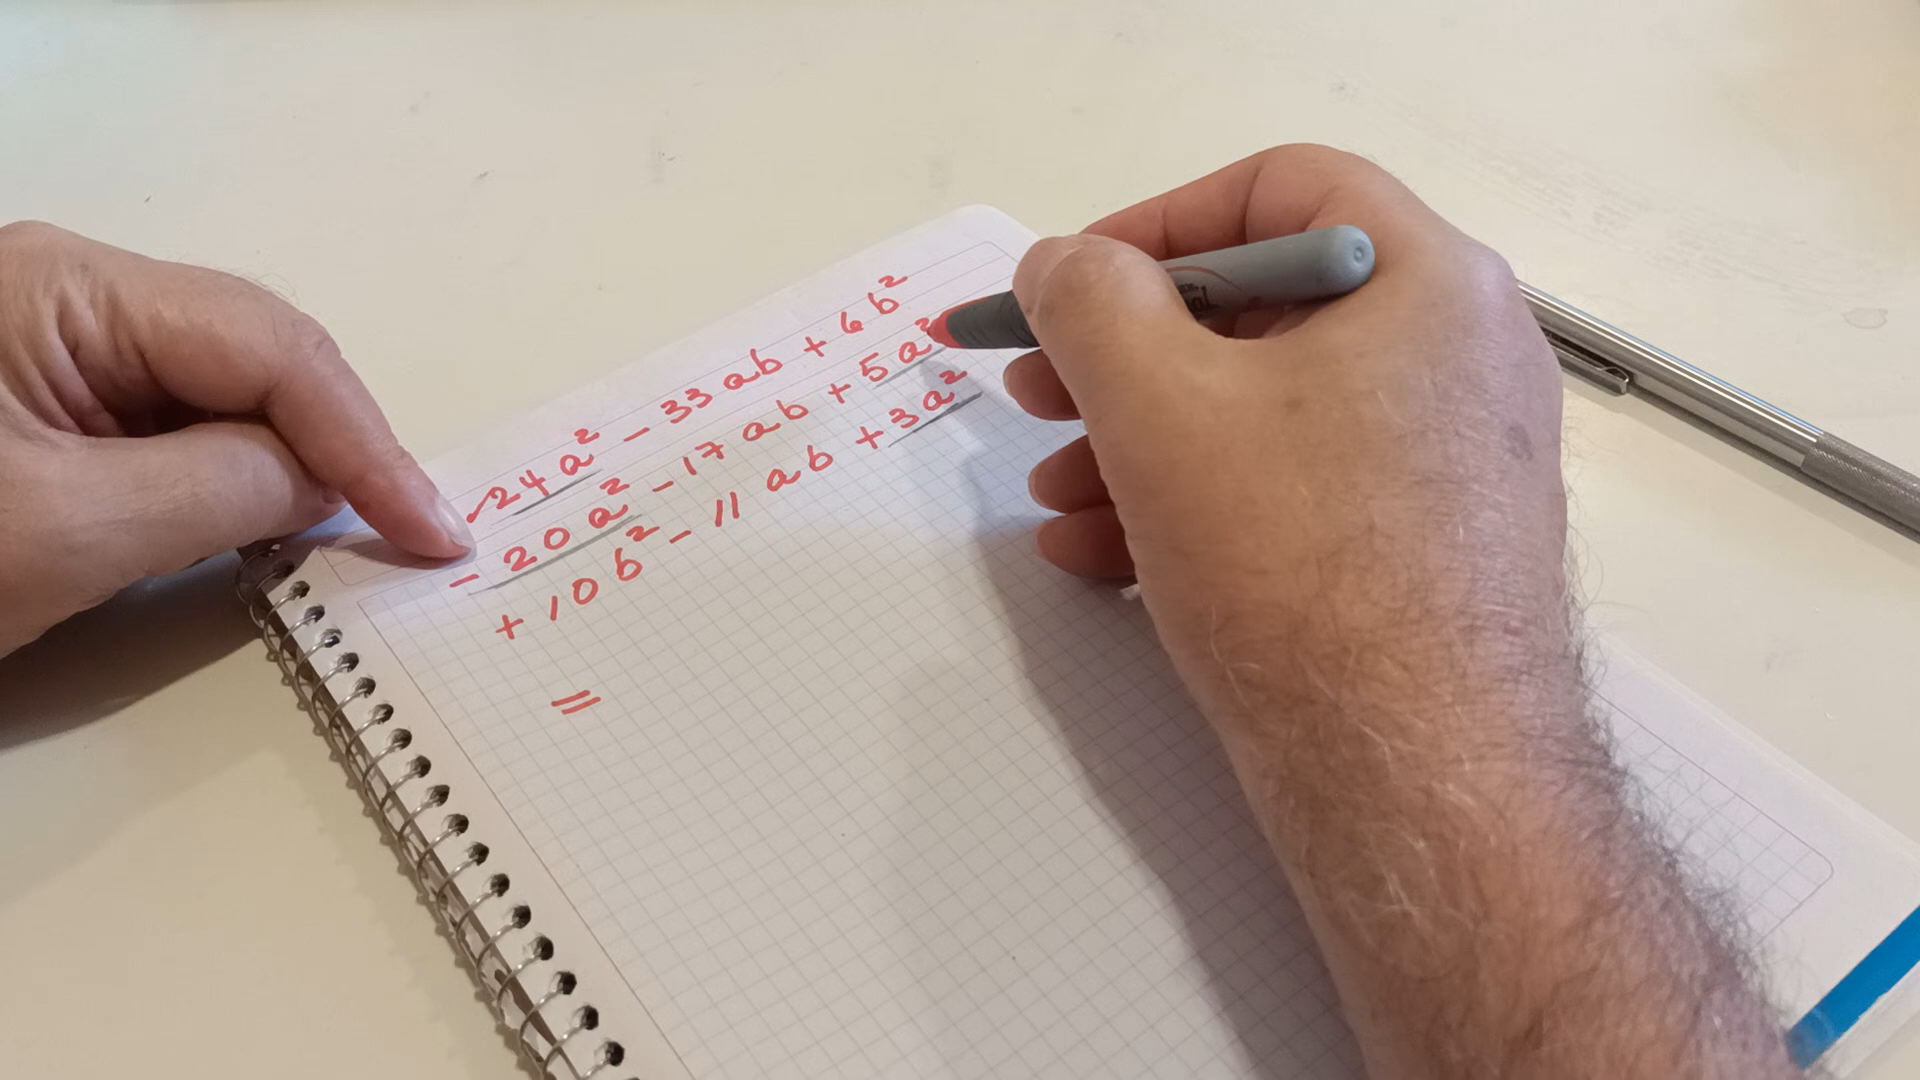 24a² - 33ab + 6b²
- 20a² - 17ab + 5a²
+ 10b² - 11ab + 3a²
=